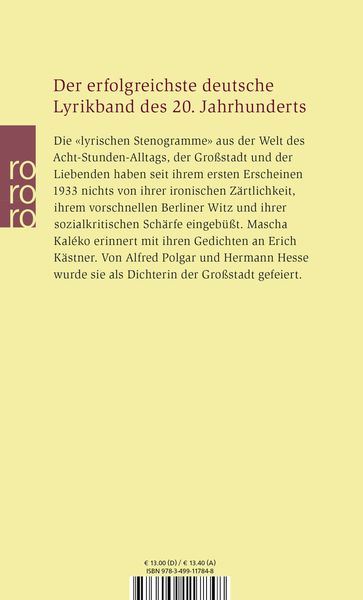 Der erfolgreichste deutsche
Lyrikband des 20. Jahrhunderts
Die «lyrischen Stenogramme» aus der Welt des
Acht-Stunden-Alltags, der Großstadt und der
Liebenden haben seit ihrem ersten Erscheinen
1933 nichts von ihrer ironischen Zärtlichkeit,
ihrem vorschnellen Berliner Witz und ihrer
sozialkritischen Schärfe eingebüßt. Mascha
Kaléko erinnert mit ihren Gedichten an Erich
Kästner. Von Alfred Polgar und Hermann Hesse
wurde sie als Dichterin der Großstadt gefeiert.
ro
ro
ro
€ 13.00 (D) / € 13.40 (A)
ISBN 978-3-499-11784-8